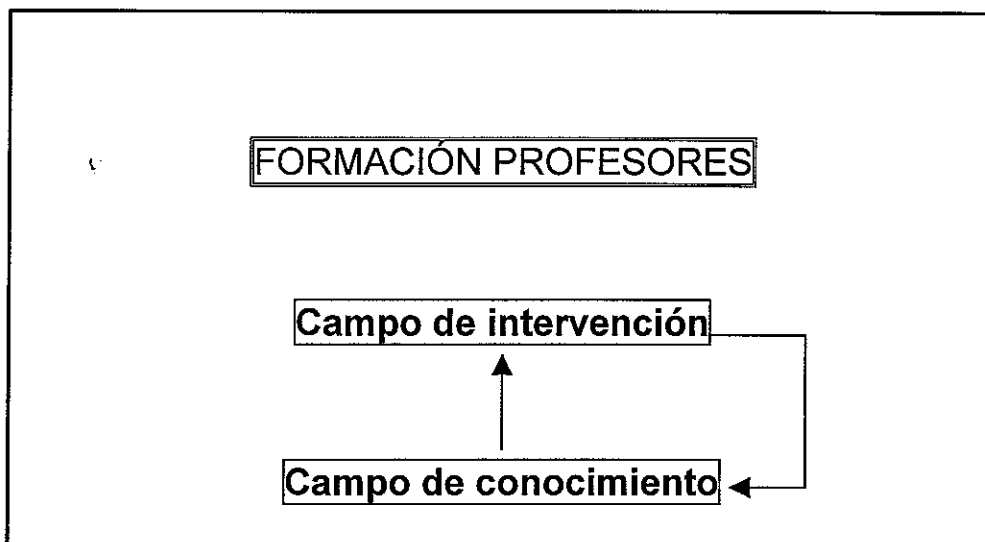 FORMACIÓN PROFESORES
Campo de intervención
Campo de conocimiento